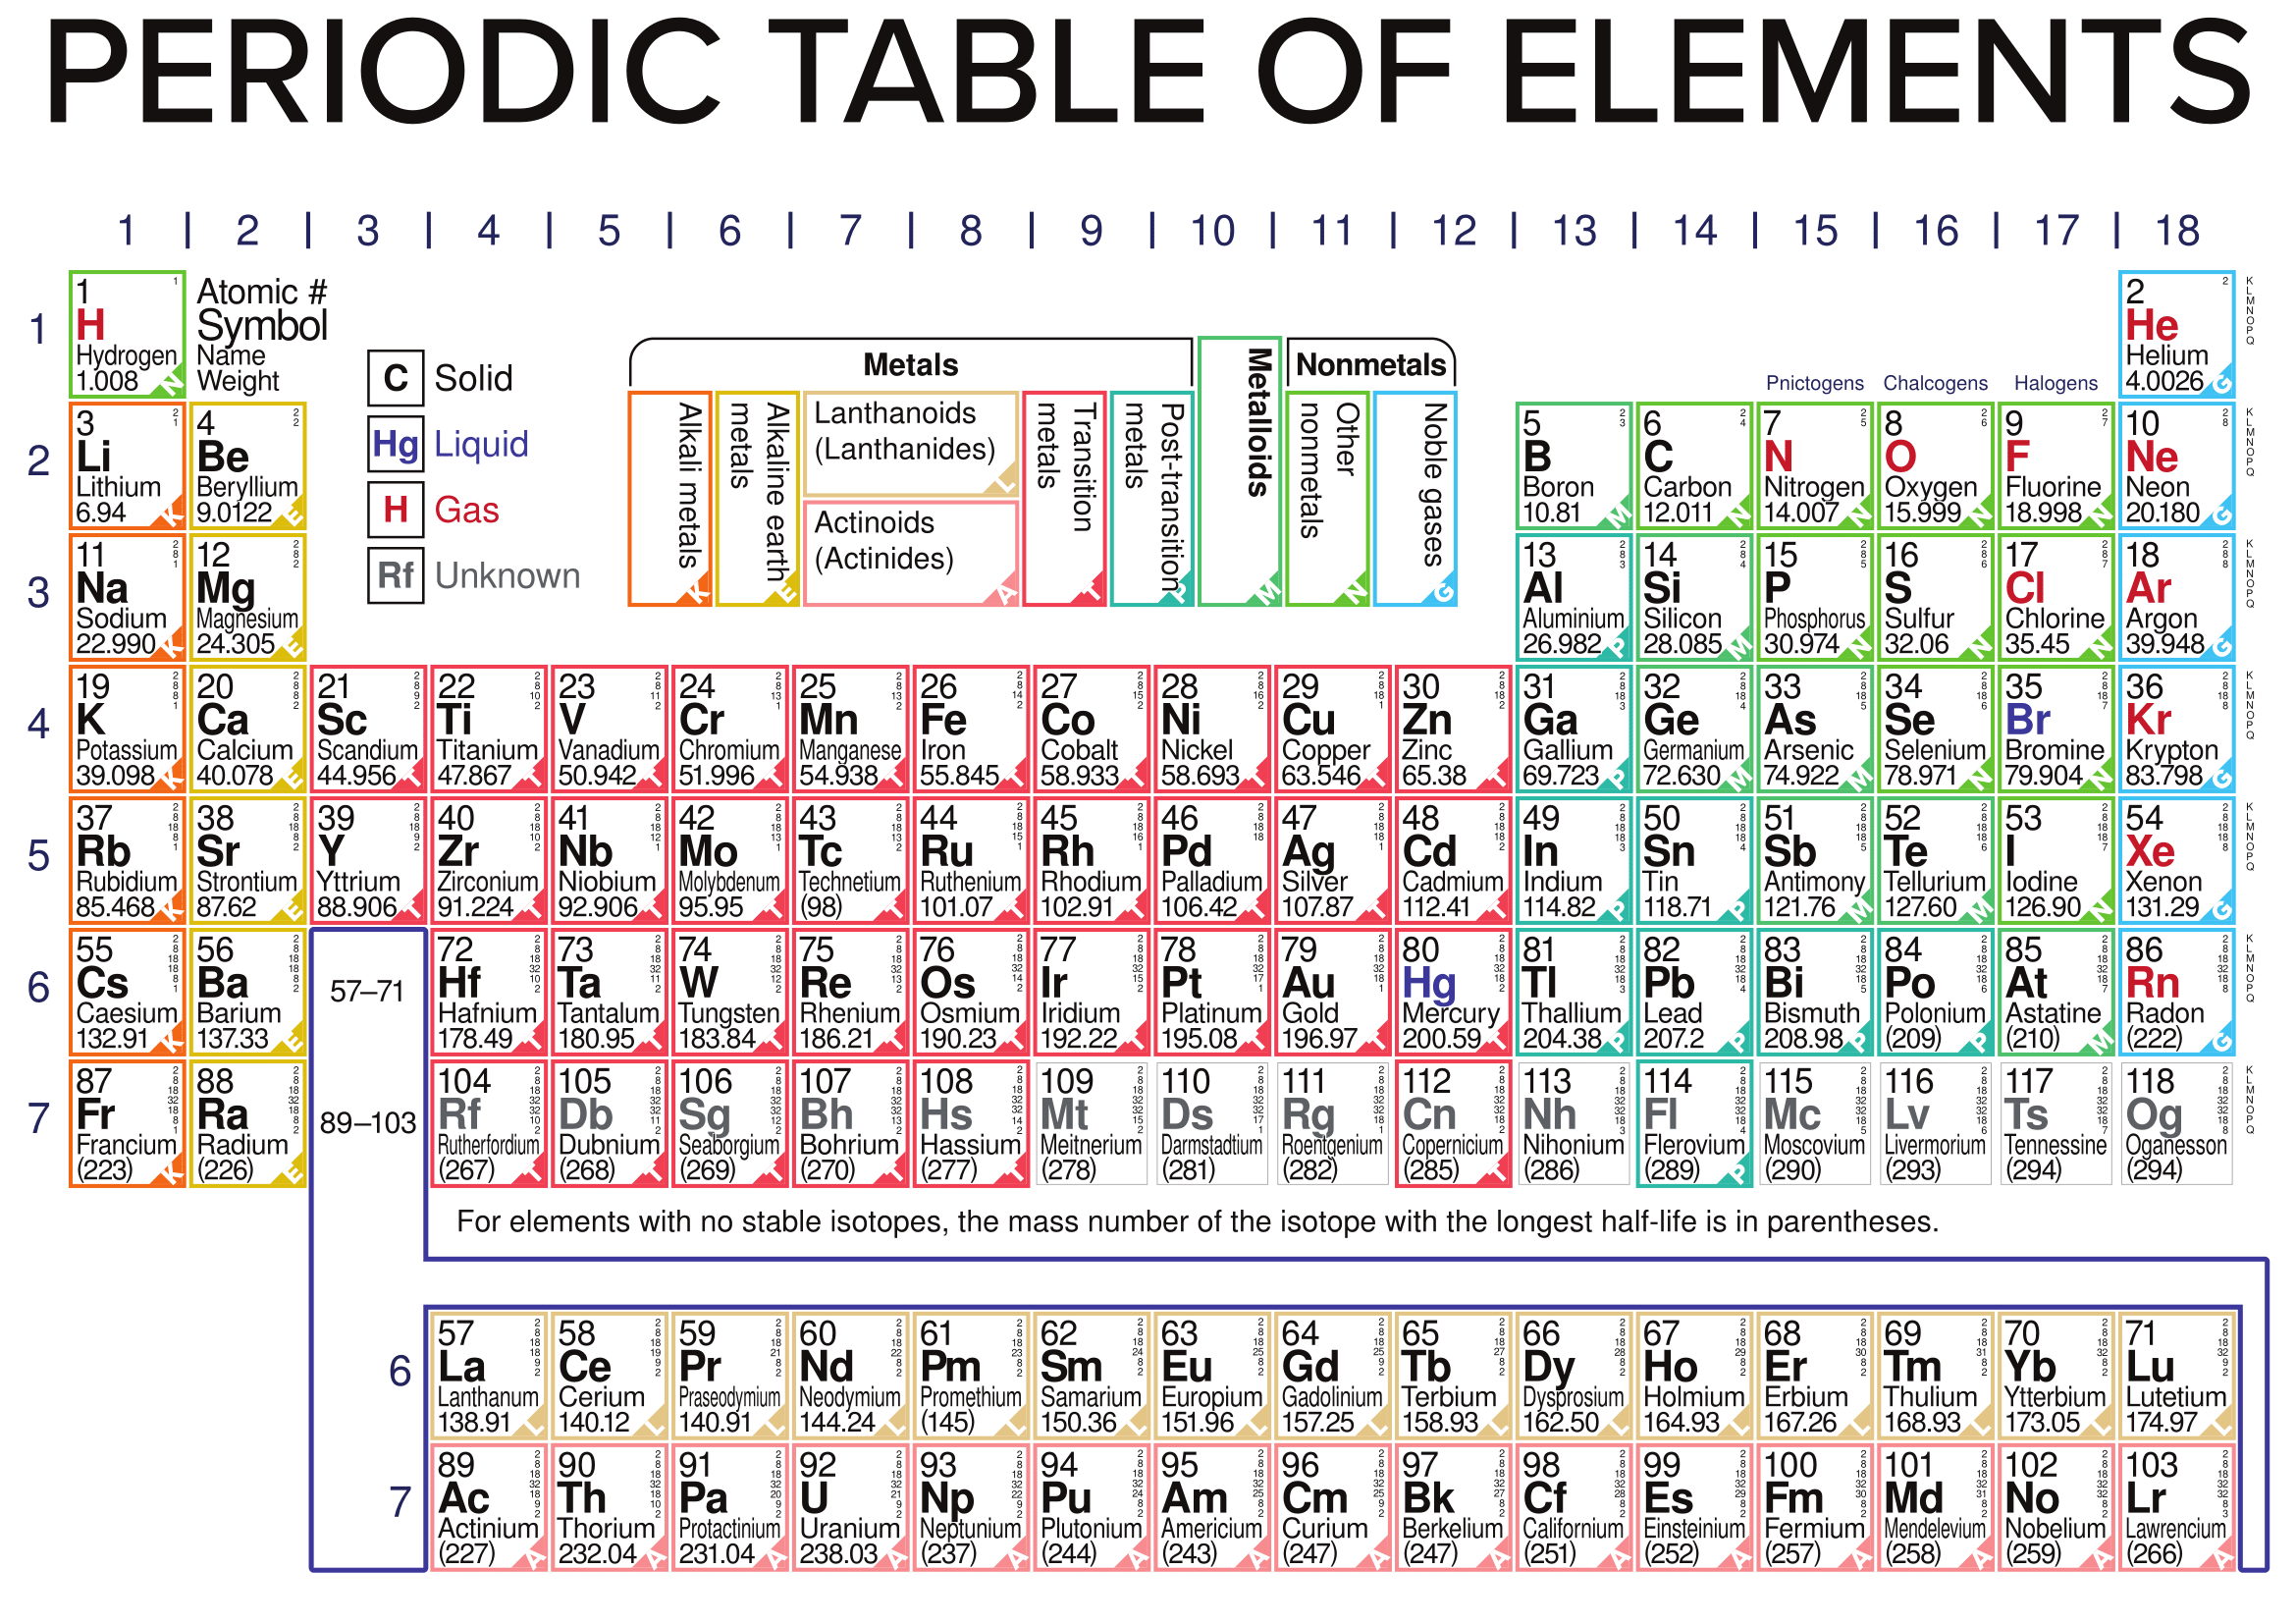 PERIODIC TABLE OF ELEMENTS
1 | 2 | 3 | 4 | 5 | 6 | 7 | 8 | 9 | 10 | 11 | 12 | 13 | 14 | 15 | 16 | 17 | 18
1
1 Atomic # 2
H Symbol He
Hydrogen Name Helium
1.008 N Weight 4.0026 G
K L M N O P Q
C Solid
Hg Liquid
H Gas
Rf Unknown
Metals
Alkali metals K
Alkaline earth metals E
Lanthanoids
(Lanthanides) L
Actinoids
(Actinides) A
Transition metals T
Post-transition metals P
Metalloids M
Nonmetals
Other nonmetals N
Noble gases G
Pnictogens Chalcogens Halogens
2
3 4 5 6 7 8 9 10
Li Be B C N O F Ne
Lithium Beryllium Boron Carbon Nitrogen Oxygen Fluorine Neon
6.94 K 9.0122 E 10.81 M 12.011 N 14.007 N 15.999 N 18.998 N 20.180 G
K L M N O P Q
3
11 12 13 14 15 16 17 18
Na Mg Al Si P S Cl Ar
Sodium Magnesium Aluminium Silicon Phosphorus Sulfur Chlorine Argon
22.990 K 24.305 E 26.982 P 28.085 M 30.974 N 32.06 N 35.45 N 39.948 G
K L M N O P Q
4
19 20 21 22 23 24 25 26 27 28 29 30 31 32 33 34 35 36
K Ca Sc Ti V Cr Mn Fe Co Ni Cu Zn Ga Ge As Se Br Kr
Potassium Calcium Scandium Titanium Vanadium Chromium Manganese Iron Cobalt Nickel Copper Zinc Gallium Germanium Arsenic Selenium Bromine Krypton
39.098 K 40.078 E 44.956 T 47.867 T 50.942 T 51.996 T 54.938 T 55.845 T 58.933 T 58.693 T 63.546 T 65.38 T 69.723 P 72.630 M 74.922 M 78.971 N 79.904 N 83.798 G
K L M N O P Q
5
37 38 39 40 41 42 43 44 45 46 47 48 49 50 51 52 53 54
Rb Sr Y Zr Nb Mo Tc Ru Rh Pd Ag Cd In Sn Sb Te I Xe
Rubidium Strontium Yttrium Zirconium Niobium Molybdenum Technetium Ruthenium Rhodium Palladium Silver Cadmium Indium Tin Antimony Tellurium Iodine Xenon
85.468 K 87.62 E 88.906 T 91.224 T 92.906 T 95.95 T (98) T 101.07 T 102.91 T 106.42 T 107.87 T 112.41 T 114.82 P 118.71 P 121.76 M 127.60 M 126.90 N 131.29 G
K L M N O P Q
6
55 56 72 73 74 75 76 77 78 79 80 81 82 83 84 85 86
Cs Ba 57–71 Hf Ta W Re Os Ir Pt Au Hg Tl Pb Bi Po At Rn
Caesium Barium Hafnium Tantalum Tungsten Rhenium Osmium Iridium Platinum Gold Mercury Thallium Lead Bismuth Polonium Astatine Radon
132.91 K 137.33 E 178.49 T 180.95 T 183.84 T 186.21 T 190.23 T 192.22 T 195.08 T 196.97 T 200.59 T 204.38 P 207.2 P 208.98 P (209) P (210) M (222) G
K L M N O P Q
7
87 88 104 105 106 107 108 109 110 111 112 113 114 115 116 117 118
Fr Ra 89–103 Rf Db Sg Bh Hs Mt Ds Rg Cn Nh Fl Mc Lv Ts Og
Francium Radium Rutherfordium Dubnium Seaborgium Bohrium Hassium Meitnerium Darmstadtium Roentgenium Copernicium Nihonium Flerovium Moscovium Livermorium Tennessine Oganesson
(223) K (226) E (267) T (268) T (269) T (270) T (277) T (278) (281) (282) (285) T (286) (289) P (290) (293) (294) (294)
K L M N O P Q
For elements with no stable isotopes, the mass number of the isotope with the longest half-life is in parentheses.
6
57 58 59 60 61 62 63 64 65 66 67 68 69 70 71
La Ce Pr Nd Pm Sm Eu Gd Tb Dy Ho Er Tm Yb Lu
Lanthanum Cerium Praseodymium Neodymium Promethium Samarium Europium Gadolinium Terbium Dysprosium Holmium Erbium Thulium Ytterbium Lutetium
138.91 L 140.12 L 140.91 L 144.24 L (145) L 150.36 L 151.96 L 157.25 L 158.93 L 162.50 L 164.93 L 167.26 L 168.93 L 173.05 L 174.97 L
7
89 90 91 92 93 94 95 96 97 98 99 100 101 102 103
Ac Th Pa U Np Pu Am Cm Bk Cf Es Fm Md No Lr
Actinium Thorium Protactinium Uranium Neptunium Plutonium Americium Curium Berkelium Californium Einsteinium Fermium Mendelevium Nobelium Lawrencium
(227) A 232.04 A 231.04 A 238.03 A (237) A (244) A (243) A (247) A (247) A (251) A (252) A (257) A (258) A (259) A (266) A